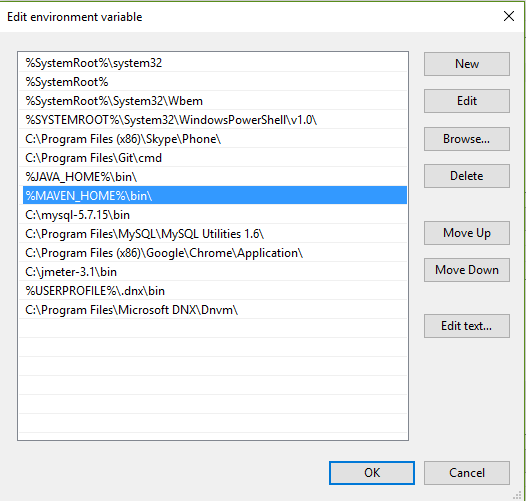 Edit environment variable
%SystemRoot%\system32
%SystemRoot%
%SystemRoot%\System32\Wbem
%SYSTEMROOT%\System32\WindowsPowerShell\v1.0\
C:\Program Files (x86)\Skype\Phone\
C:\Program Files\Git\cmd
%JAVA_HOME%\bin\
%MAVEN_HOME%\bin\
C:\mysql-5.7.15\bin
C:\Program Files\MySQL\MySQL Utilities 1.6\
C:\Program Files (x86)\Google\Chrome\Application\
C:\jmeter-3.1\bin
%USERPROFILE%\.dnx\bin
C:\Program Files\Microsoft DNX\Dnvm\
New
Edit
Browse...
Delete
Move Up
Move Down
Edit text...
OK
Cancel